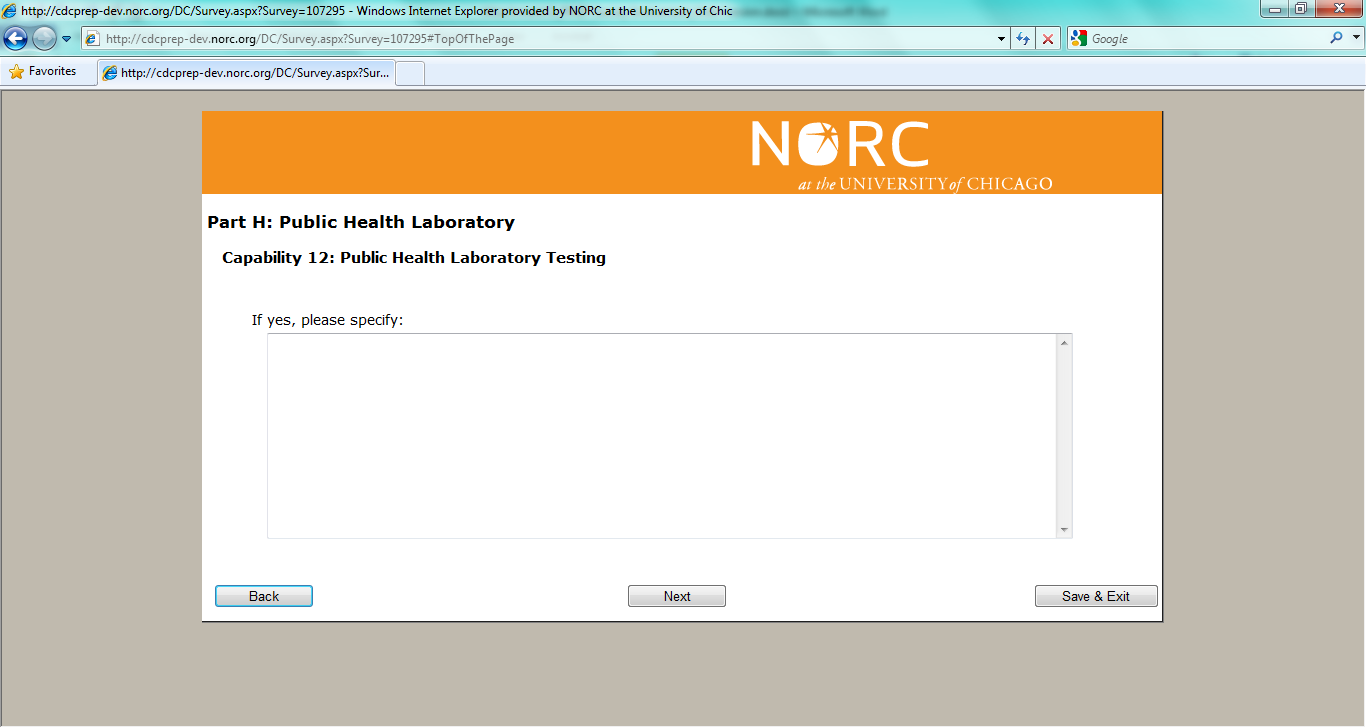 http://cdcprep-dev.norc.org/DC/Survey.aspx?Survey=107295 - Windows Internet Explorer provided by NORC at the University of Chic
http://cdcprep-dev.norc.org/DC/Survey.aspx?Survey=107295#TopOfThePage
Google
Favorites
http://cdcprep-dev.norc.org/DC/Survey.aspx?Sur...
NORC
at the UNIVERSITY of CHICAGO
Part H: Public Health Laboratory
Capability 12: Public Health Laboratory Testing
If yes, please specify:
Back
Next
Save & Exit